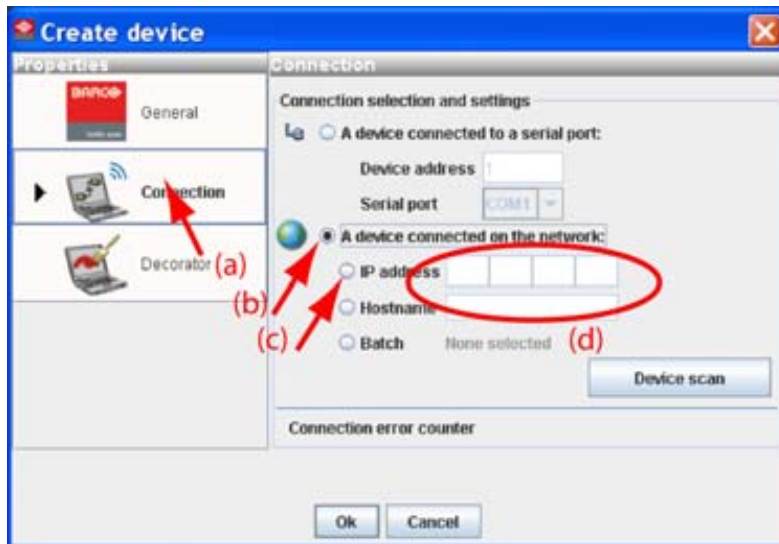 Create device
Properties
Connection
BARCO
General
Connection
Decorator
(a)
Connection selection and settings
A device connected to a serial port:
Device address 1
Serial port COM1
A device connected on the network:
(b)
IP address
(c)
Hostname
Batch None selected
(d)
Device scan
Connection error counter
Ok Cancel